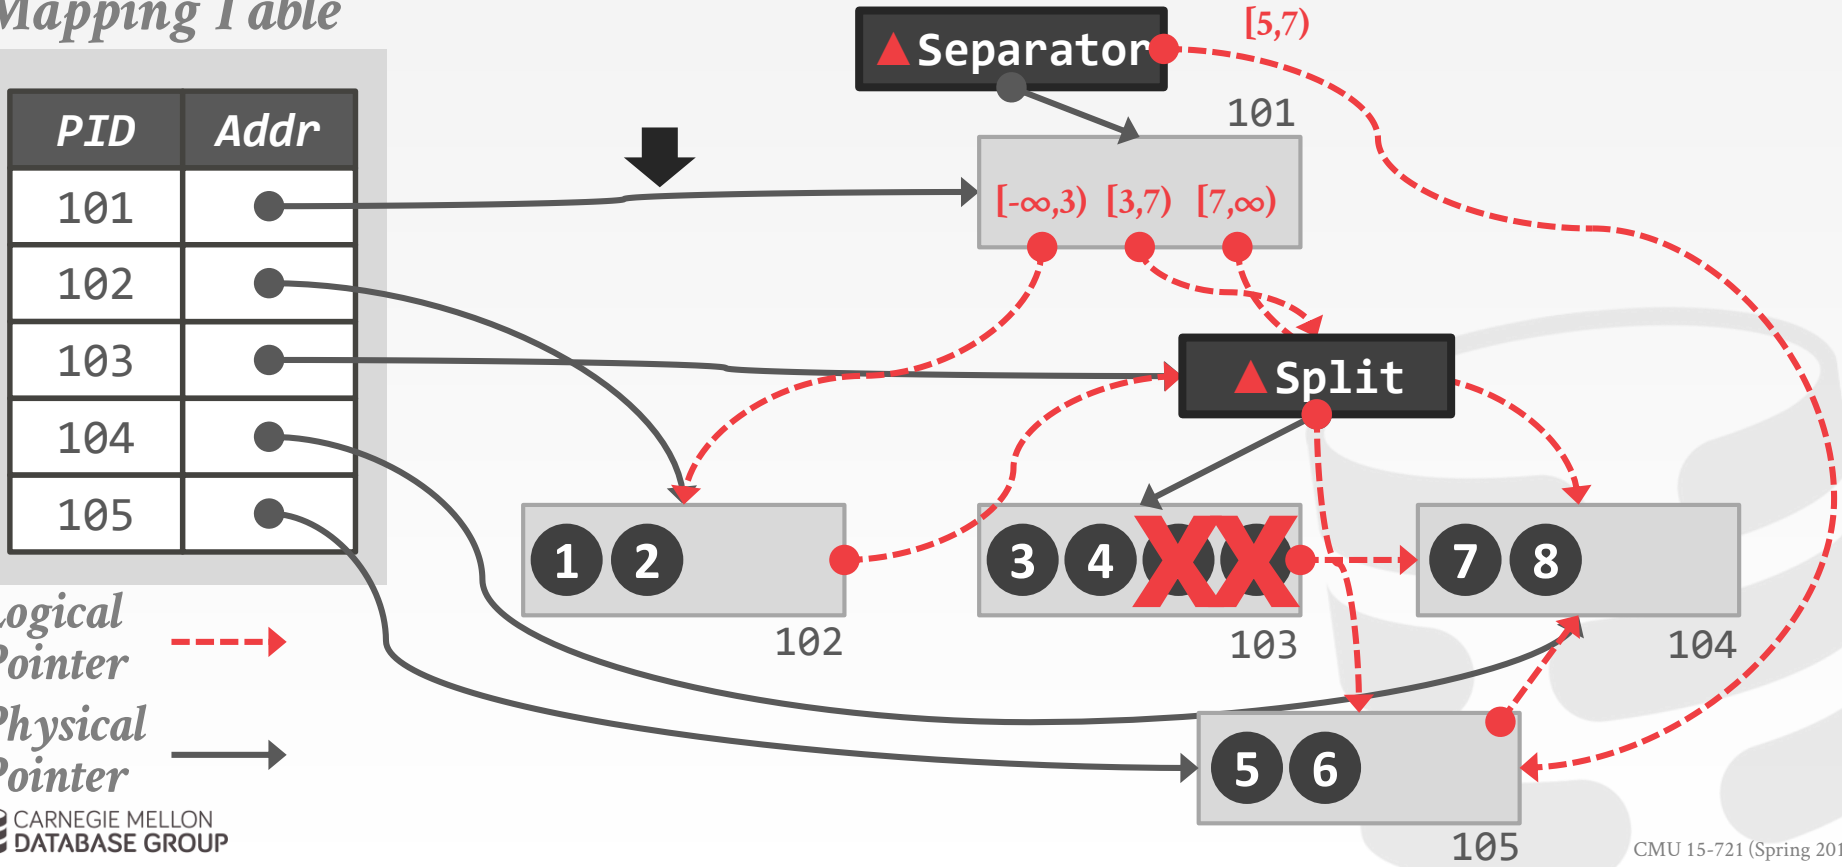 Mapping Table
PID Addr
101
102
103
104
105
Logical
Pointer
Physical
Pointer
CARNEGIE MELLON
DATABASE GROUP
▲Separator
[5,7)
101
[-∞,3) [3,7) [7,∞)
▲Split
1 2
102
3 4 X X
103
7 8
104
5 6
105
CMU 15-721 (Spring 201